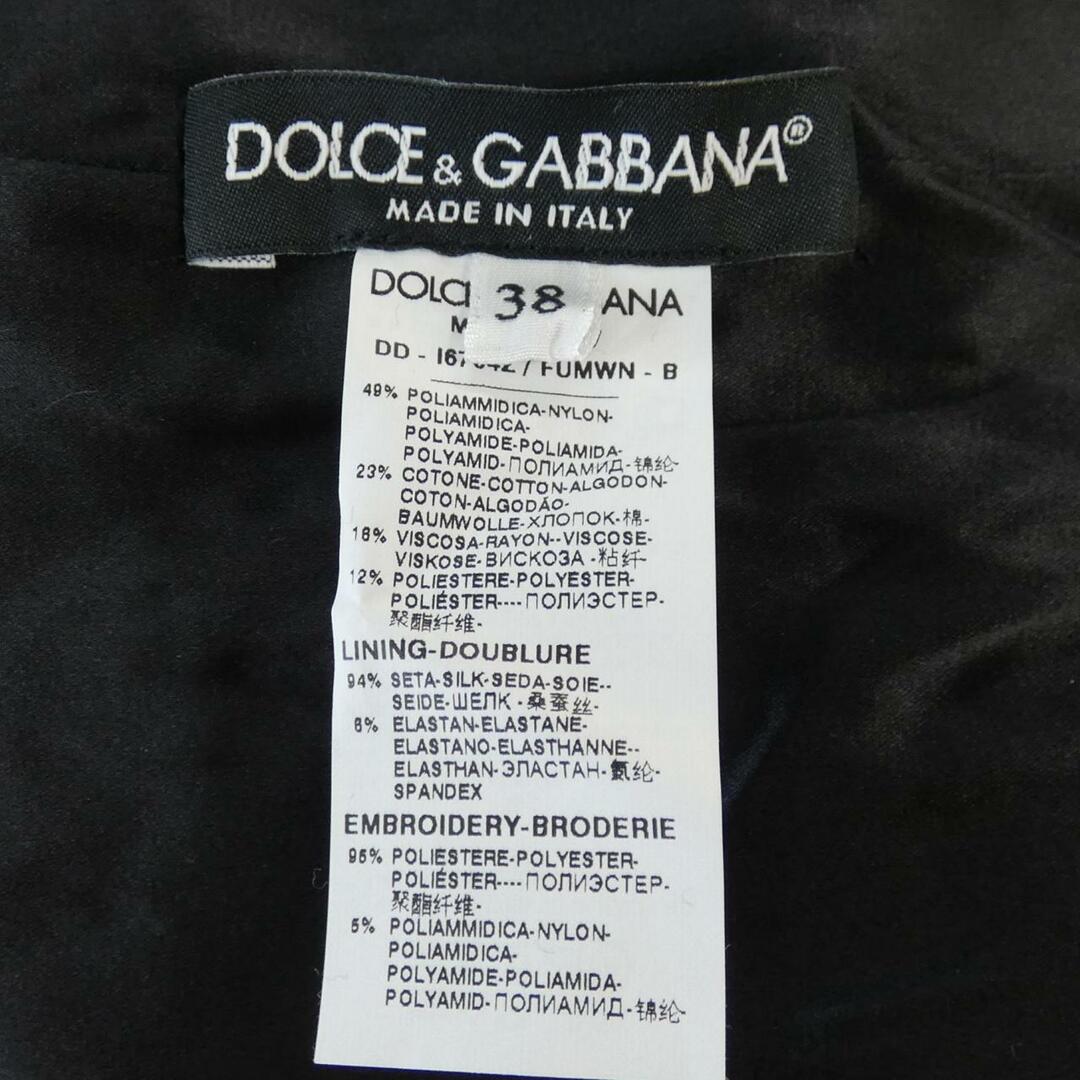 DOLCE & GABBANA®
MADE IN ITALY
38
DD - / FUMWN - B
49% POLIAMMIDICA-NYLON-
POLIAMIDICA-
POLYAMIDE-POLIAMIDA-
POLYAMID-ПОЛИАМИД-锦纶-
23% COTONE-COTTON-ALGODON-
COTON-ALGODÃO-
BAUMWOLLE-ХЛОПОК-棉-
16% VISCOSA-RAYON--VISCOSE-
VISKOSE-ВИСКОЗА -粘纤-
12% POLIESTERE-POLYESTER-
POLIÉSTER----ПОЛИЭСТЕР-
聚酯纤维-
LINING-DOUBLURE
94% SETA-SILK-SEDA-SOIE--
SEIDE-ШЕЛК -桑蚕丝-
6% ELASTAN-ELASTANE-
ELASTANO-ELASTHANNE--
ELASTHAN-ЭЛАСТАН-氨纶-
SPANDEX
EMBROIDERY-BRODERIE
95% POLIESTERE-POLYESTER-
POLIÉSTER----ПОЛИЭСТЕР-
聚酯纤维-
5% POLIAMMIDICA-NYLON-
POLIAMIDICA-
POLYAMIDE-POLIAMIDA-
POLYAMID-ПОЛИАМИД-锦纶-